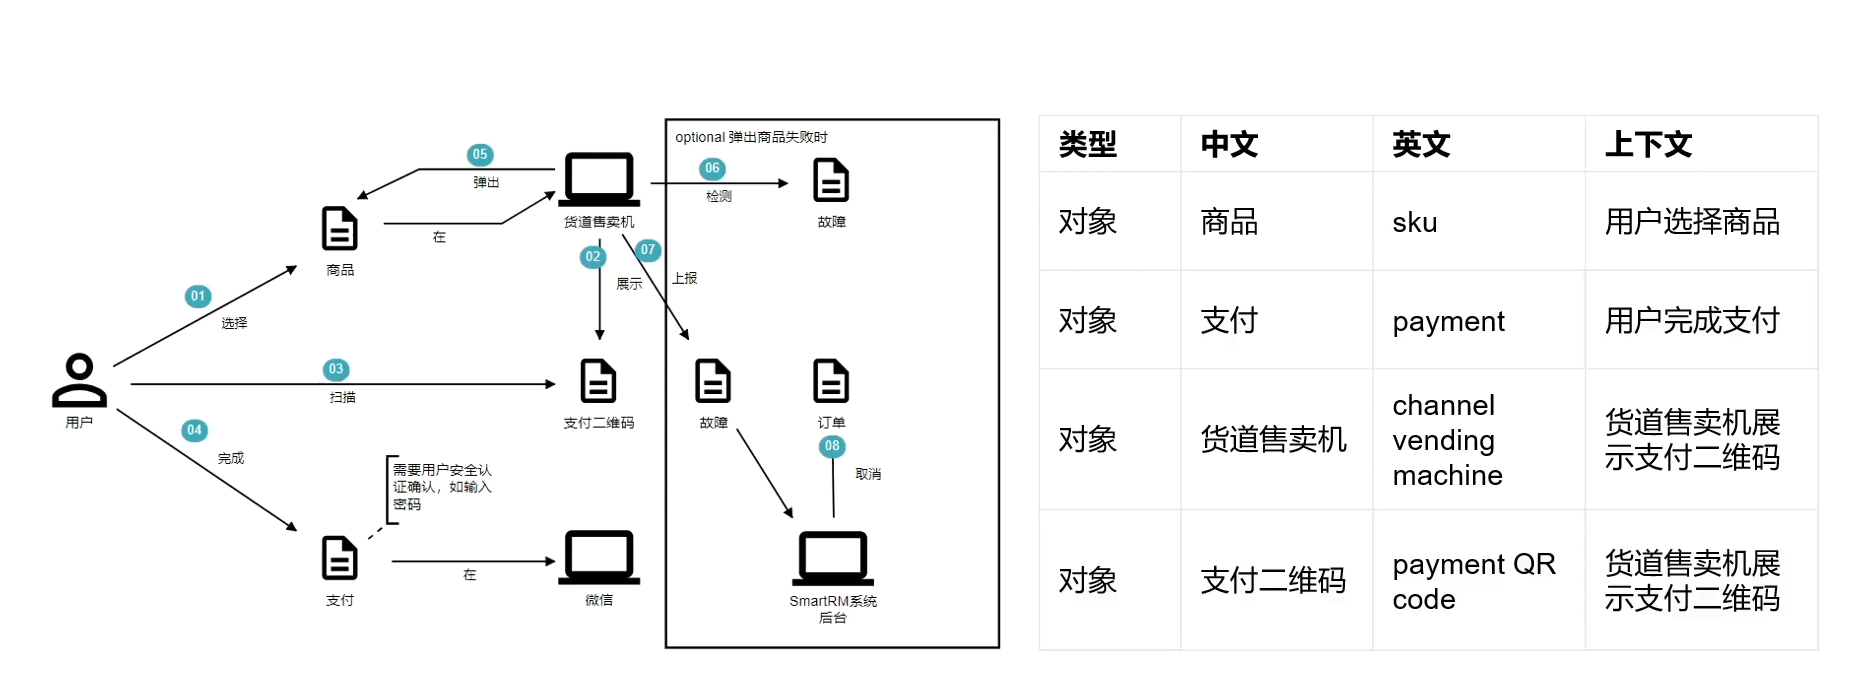 optional 弹出商品失败时
05
弹出
06
检测
货道售卖机
故障
在
商品
02
展示
07
上报
01
选择
03
扫描
用户
支付二维码
故障
订单
04
完成
08
取消
需要用户安全认
证确认，如输入
密码
在
支付
微信
SmartRM系统
后台
类型 中文 英文 上下文
对象 商品 sku 用户选择商品
对象 支付 payment 用户完成支付
对象 货道售卖机 channel
vending
machine 货道售卖机展
示支付二维码
对象 支付二维码 payment QR
code 货道售卖机展
示支付二维码